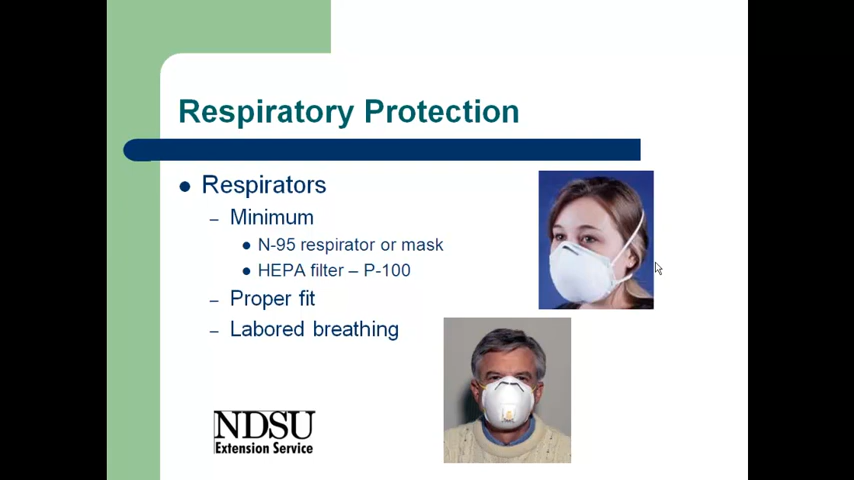 Respiratory Protection
Respirators
– Minimum
N-95 respirator or mask
HEPA filter – P-100
– Proper fit
– Labored breathing
NDSU
Extension Service